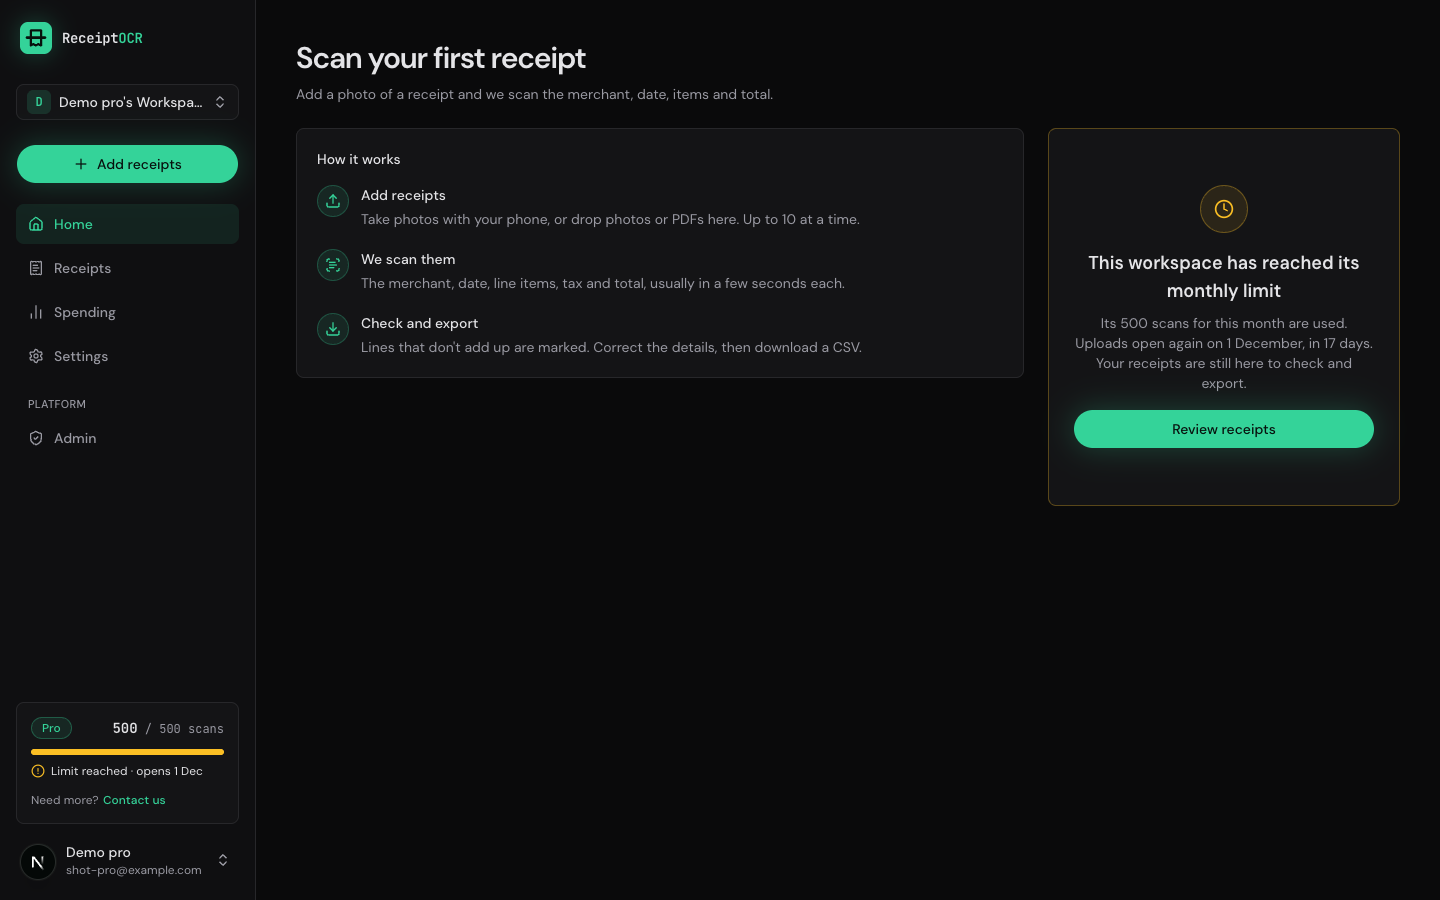 ReceiptOCR
D Demo pro's Workspa...
+ Add receipts
Home
Receipts
Spending
Settings
PLATFORM
Admin
Pro 500 / 500 scans
Limit reached · opens 1 Dec
Need more? Contact us
N Demo pro
shot-pro@example.com
Scan your first receipt
Add a photo of a receipt and we scan the merchant, date, items and total.
How it works
Add receipts
Take photos with your phone, or drop photos or PDFs here. Up to 10 at a time.
We scan them
The merchant, date, line items, tax and total, usually in a few seconds each.
Check and export
Lines that don't add up are marked. Correct the details, then download a CSV.
This workspace has reached its
monthly limit
Its 500 scans for this month are used.
Uploads open again on 1 December, in 17 days.
Your receipts are still here to check and
export.
Review receipts